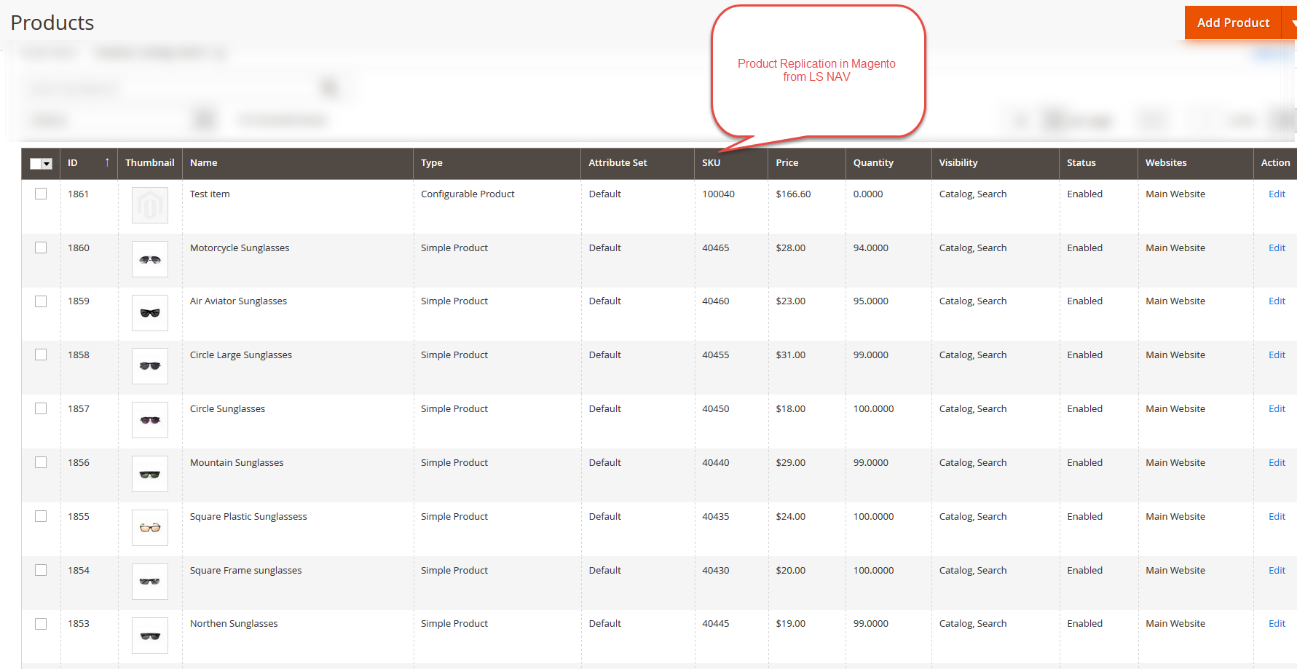 Products
Add Product
Product Replication in Magento
from LS NAV
ID ↑ Thumbnail Name Type Attribute Set SKU Price Quantity Visibility Status Websites Action
1861 Test item Configurable Product Default 100040 $166.60 0.0000 Catalog, Search Enabled Main Website Edit
1860 Motorcycle Sunglasses Simple Product Default 40465 $28.00 94.0000 Catalog, Search Enabled Main Website Edit
1859 Air Aviator Sunglasses Simple Product Default 40460 $23.00 95.0000 Catalog, Search Enabled Main Website Edit
1858 Circle Large Sunglasses Simple Product Default 40455 $31.00 99.0000 Catalog, Search Enabled Main Website Edit
1857 Circle Sunglasses Simple Product Default 40450 $18.00 100.0000 Catalog, Search Enabled Main Website Edit
1856 Mountain Sunglasses Simple Product Default 40440 $29.00 99.0000 Catalog, Search Enabled Main Website Edit
1855 Square Plastic Sunglassess Simple Product Default 40435 $24.00 100.0000 Catalog, Search Enabled Main Website Edit
1854 Square Frame sunglasses Simple Product Default 40430 $20.00 100.0000 Catalog, Search Enabled Main Website Edit
1853 Northen Sunglasses Simple Product Default 40445 $19.00 99.0000 Catalog, Search Enabled Main Website Edit